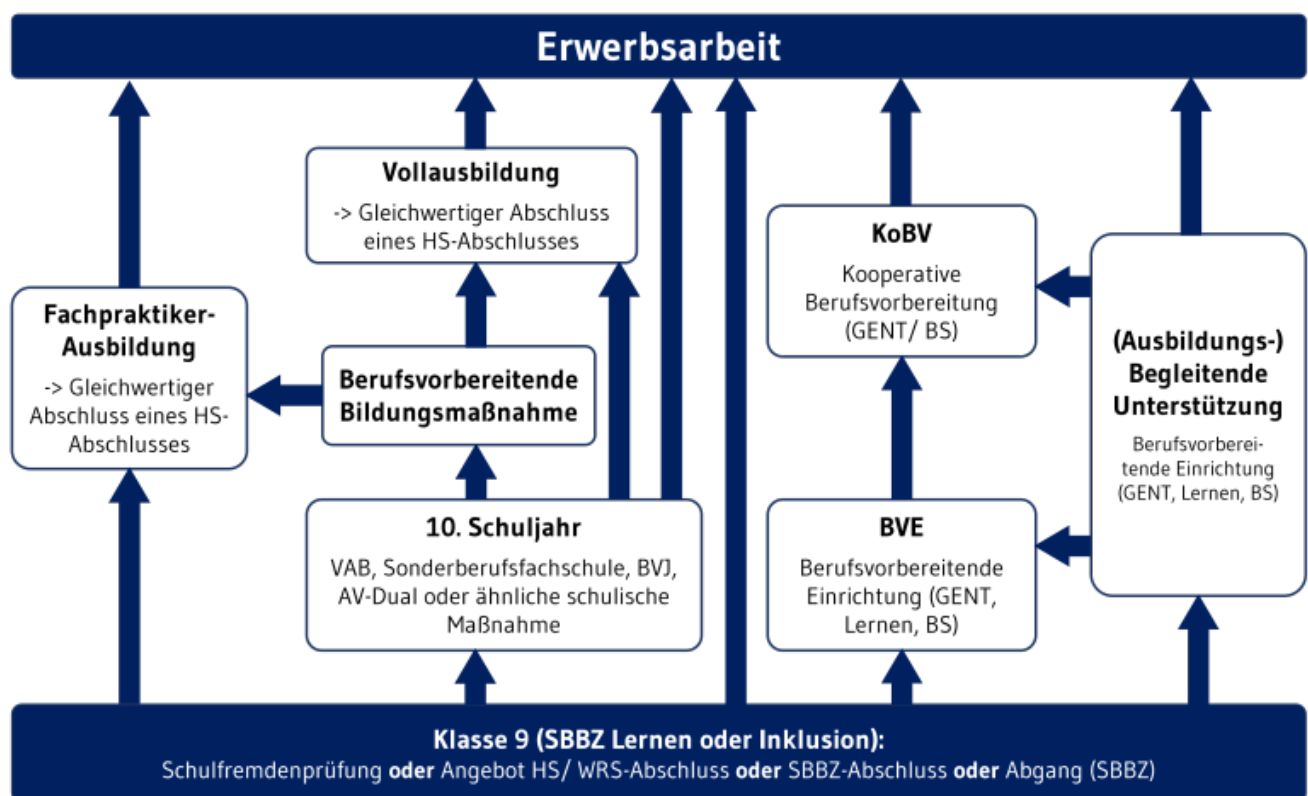 Erwerbsarbeit
Vollausbildung
-> Gleichwertiger Abschluss
eines HS-Abschlusses
Fachpraktiker-
Ausbildung
-> Gleichwertiger
Abschluss eines HS-
Abschlusses
Berufsvorbereitende
Bildungsmaßnahme
10. Schuljahr
VAB, Sonderberufsfachschule, BVJ,
AV-Dual oder ähnliche schulische
Maßnahme
KoBV
Kooperative
Berufsvorbereitung
(GENT/ BS)
BVE
Berufsvorbereitende
Einrichtung (GENT,
Lernen, BS)
(Ausbildungs-)
Begleitende
Unterstützung
Berufsvorberei-
tende Einrichtung
(GENT, Lernen, BS)
Klasse 9 (SBBZ Lernen oder Inklusion):
Schulfremdenprüfung oder Angebot HS/ WRS-Abschluss oder SBBZ-Abschluss oder Abgang (SBBZ)